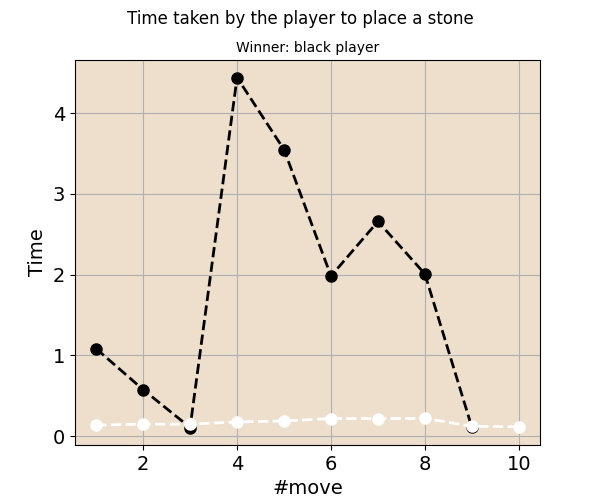 Time taken by the player to place a stone
Winner: black player
4
3
2
1
0
Time
2 4 6 8 10
#move